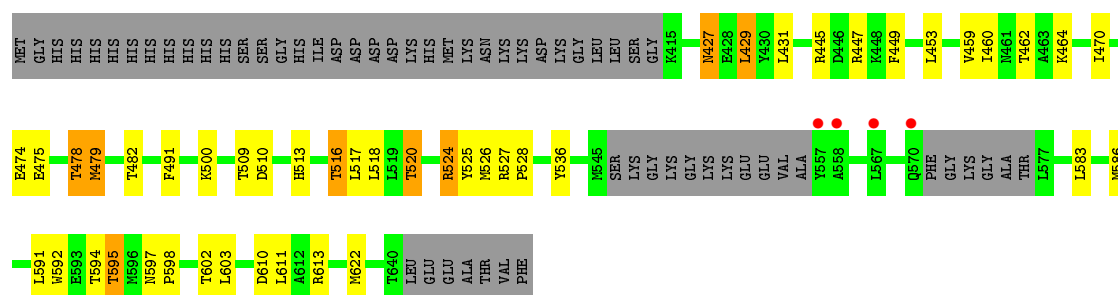 MET GLY HIS HIS HIS HIS HIS HIS HIS HIS HIS HIS SER SER GLY HIS ILE ASP ASP ASP ASP LYS HIS MET LYS ASN LYS LYS ASP LYS GLY LEU LEU SER GLY K415 N427 E428 L429 Y430 L431 R445 D446 R447 K448 F449 L453 V459 I460 N461 T462 A463 K464 I470
E474 E475 T478 M479 T482 F491 K500 T509 D510 H513 T516 L517 L518 L519 T520 R524 Y525 M526 R527 P528 Y536 M545 SER LYS GLY LYS GLY LYS LYS GLU GLU VAL ALA Y557 A558 L567 Q570 PHE GLY LYS GLY ALA THR L577 L583 M586
L591 W592 E593 T594 T595 M596 N597 P598 T602 L603 D610 L611 A612 R613 M622 T640 LEU GLU GLU ALA THR VAL PHE